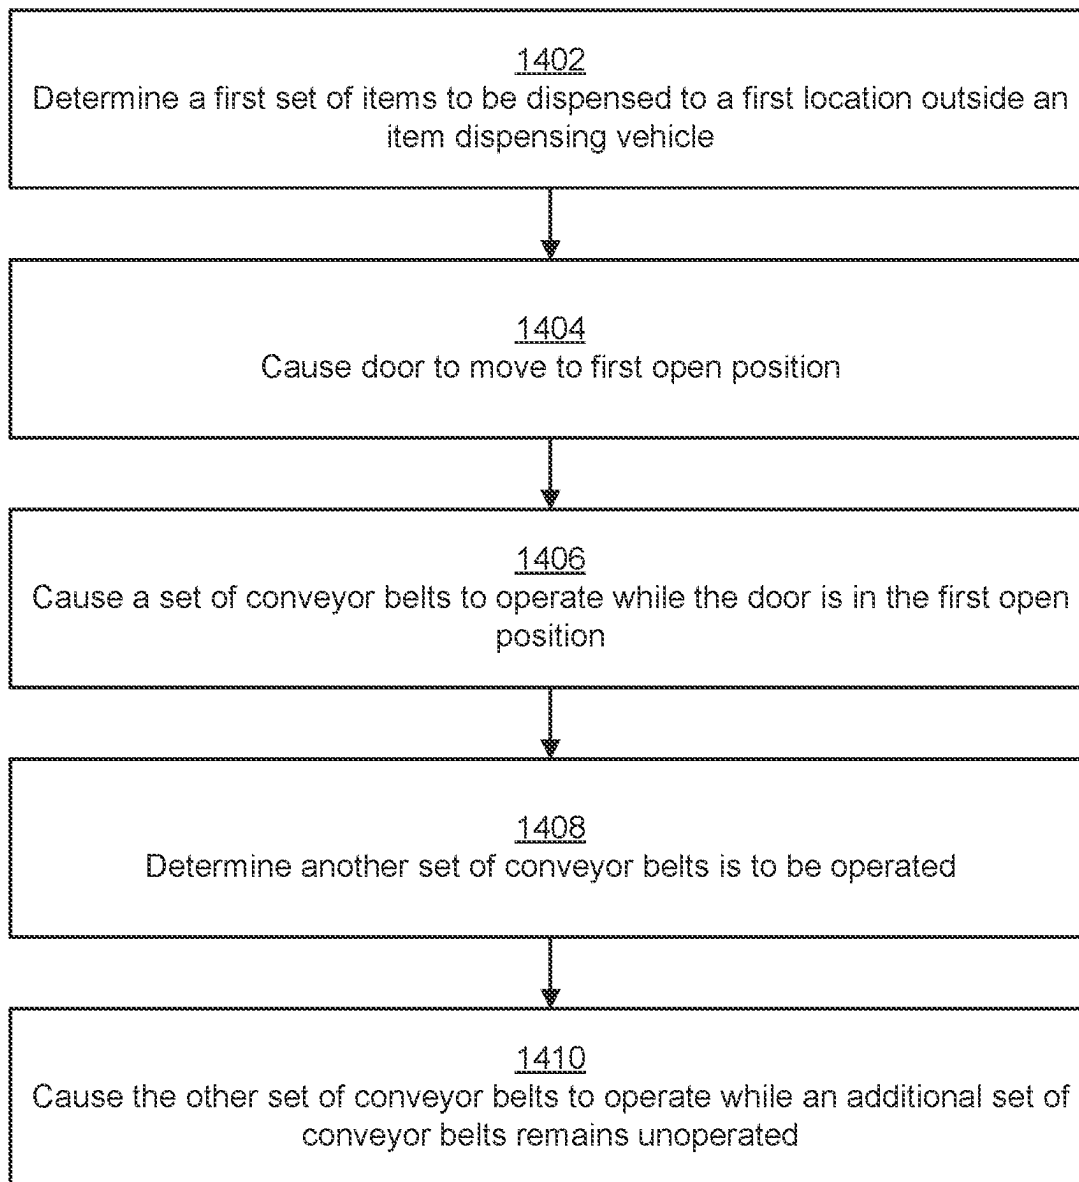 1402
Determine a first set of items to be dispensed to a first location outside an
item dispensing vehicle
1404
Cause door to move to first open position
1406
Cause a set of conveyor belts to operate while the door is in the first open
position
1408
Determine another set of conveyor belts is to be operated
1410
Cause the other set of conveyor belts to operate while an additional set of
conveyor belts remains unoperated